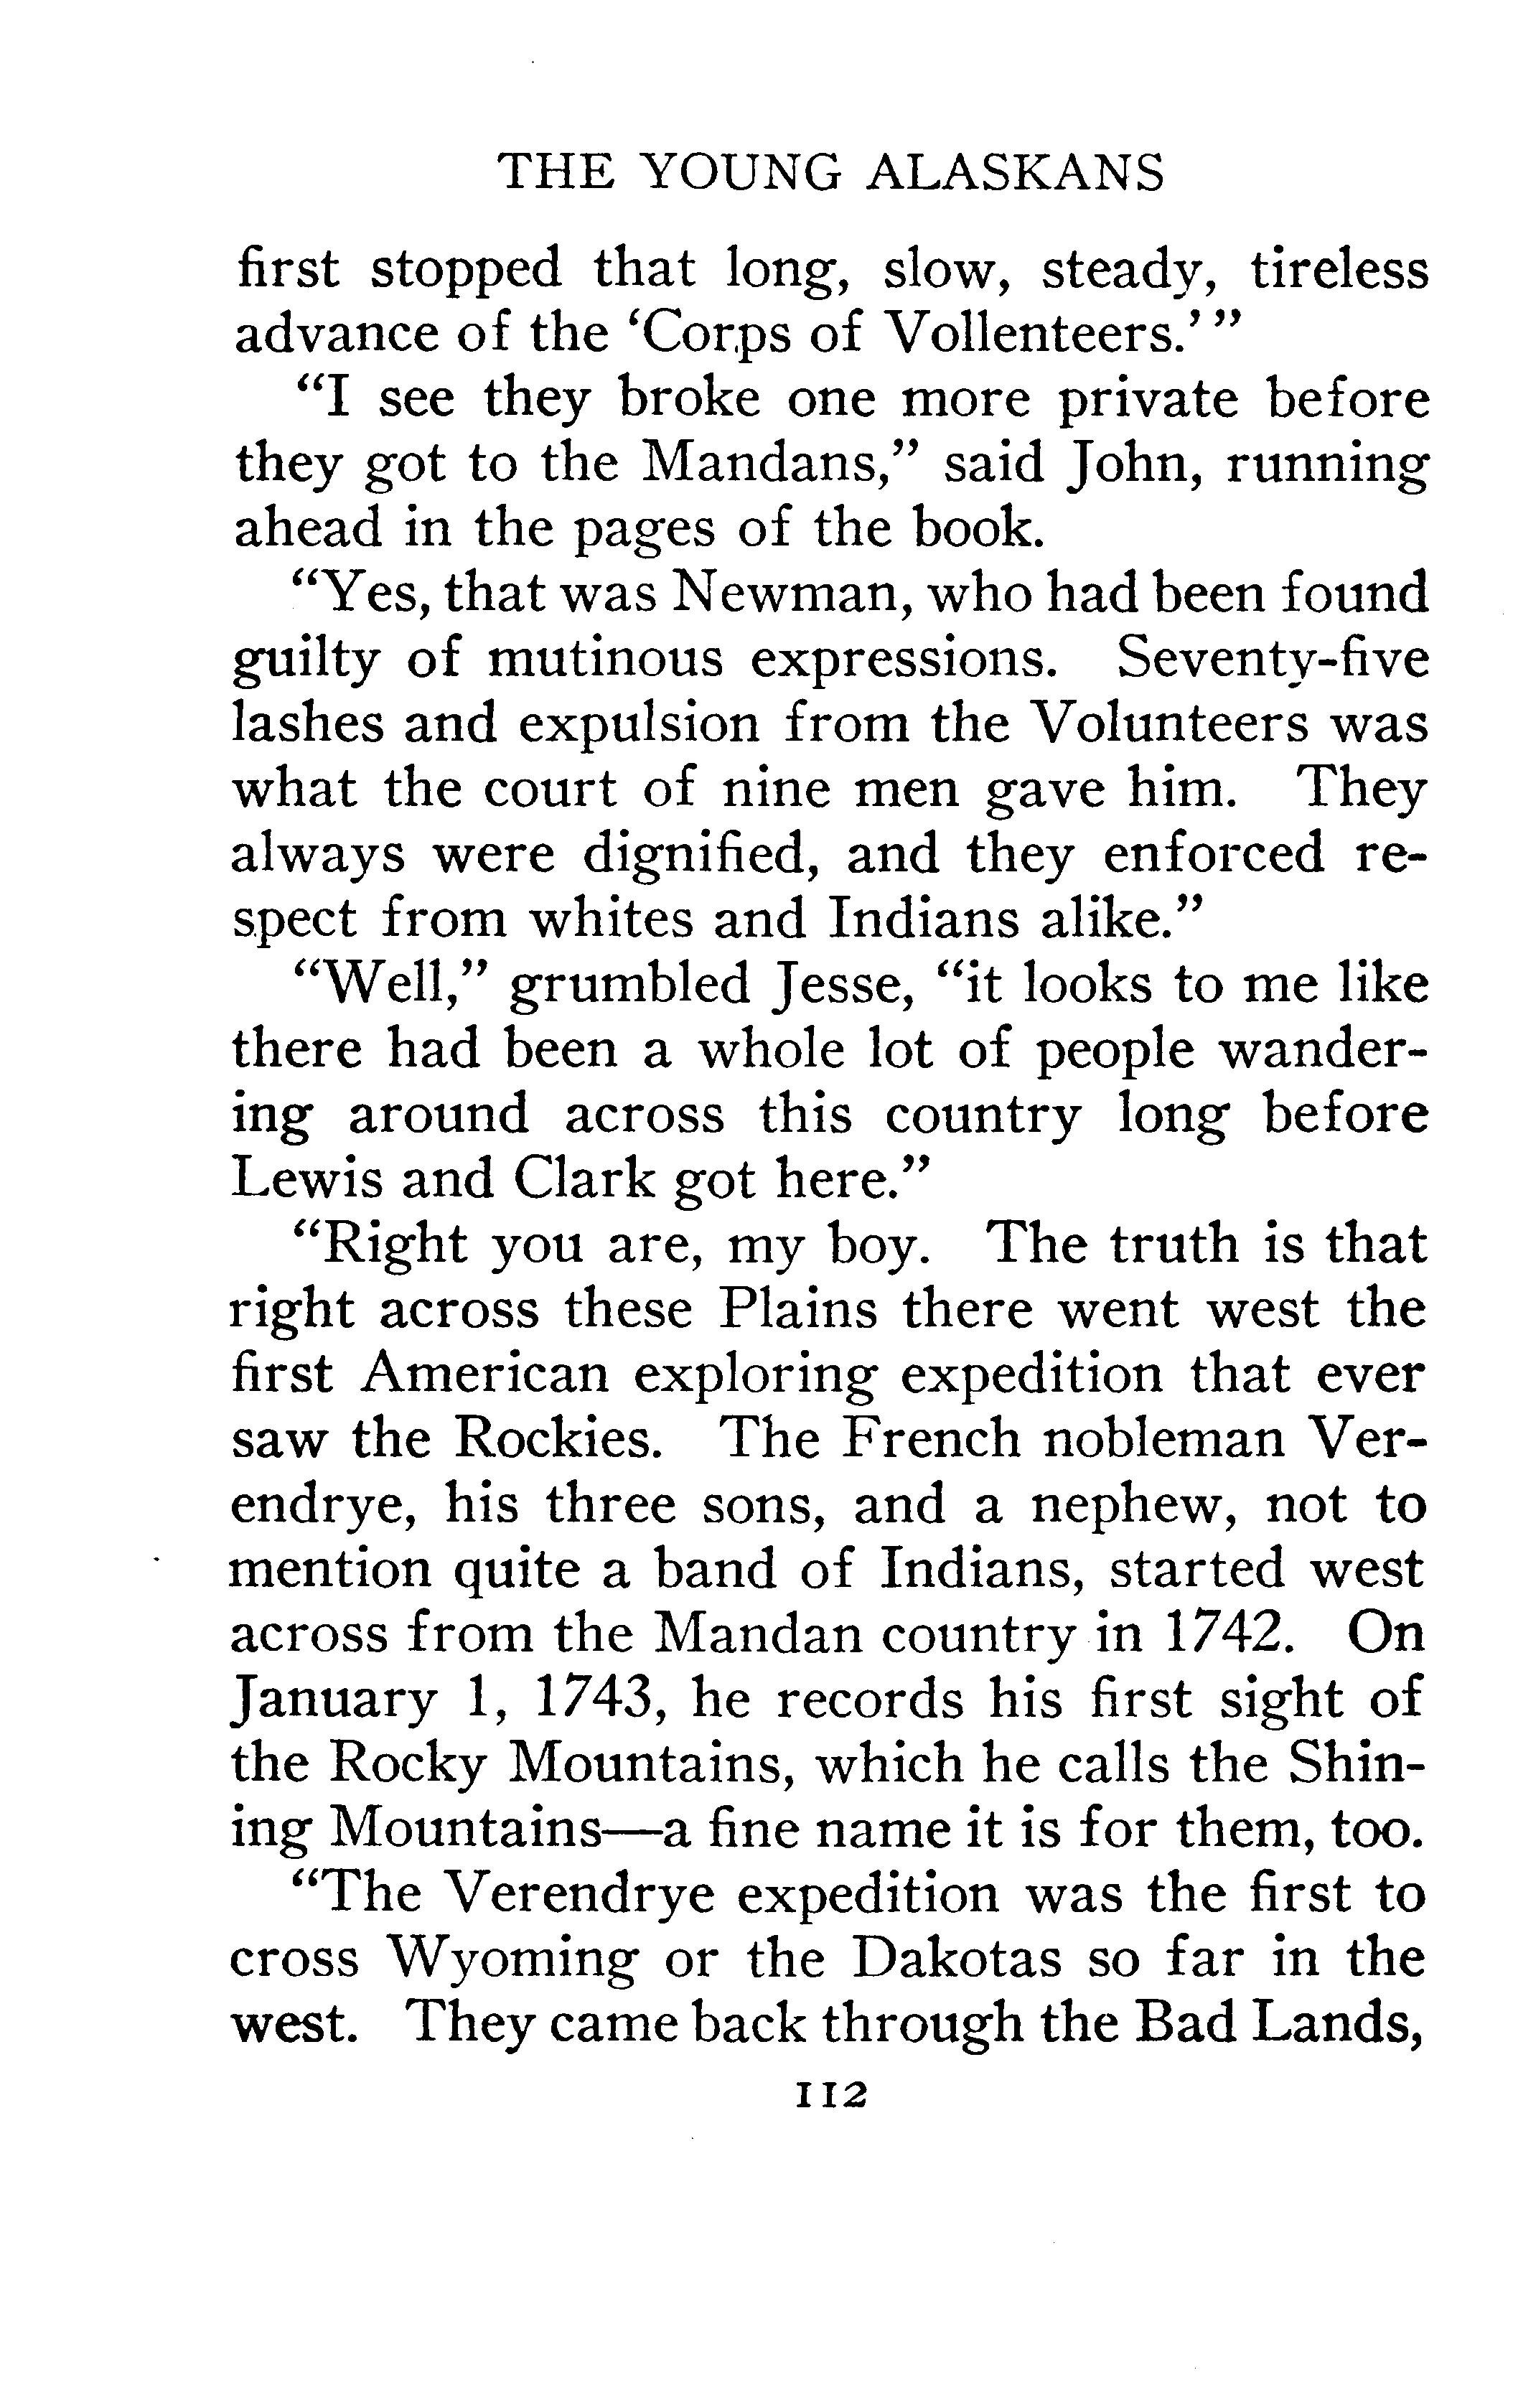 THE YOUNG ALASKANS
first stopped that long, slow, steady, tireless
advance of the ‘Corps of Vollenteers.’”
“I see they broke one more private before
they got to the Mandans,” said John, running
ahead in the pages of the book.
“Yes, that was Newman, who had been found
guilty of mutinous expressions. Seventy-five
lashes and expulsion from the Volunteers was
what the court of nine men gave him. They
always were dignified, and they enforced re-
spect from whites and Indians alike.”
“Well,” grumbled Jesse, “it looks to me like
there had been a whole lot of people wander-
ing around across this country long before
Lewis and Clark got here.”
“Right you are, my boy. The truth is that
right across these Plains there went west the
first American exploring expedition that ever
saw the Rockies. The French nobleman Ver-
endrye, his three sons, and a nephew, not to
mention quite a band of Indians, started west
across from the Mandan country in 1742. On
January 1, 1743, he records his first sight of
the Rocky Mountains, which he calls the Shin-
ing Mountains—a fine name it is for them, too.
“The Verendrye expedition was the first to
cross Wyoming or the Dakotas so far in the
west. They came back through the Bad Lands,
112